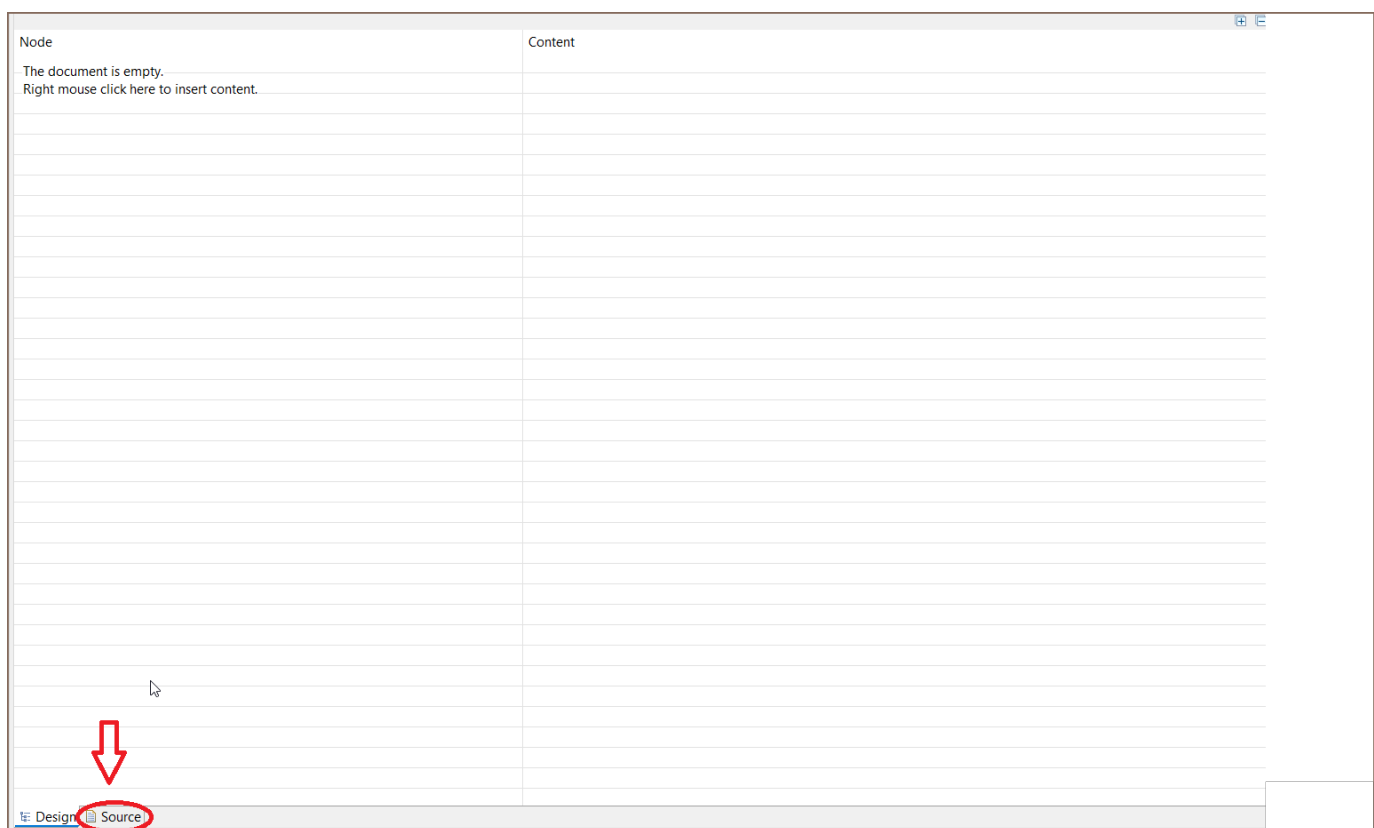 Node Content
The document is empty.
Right mouse click here to insert content.
Design Source